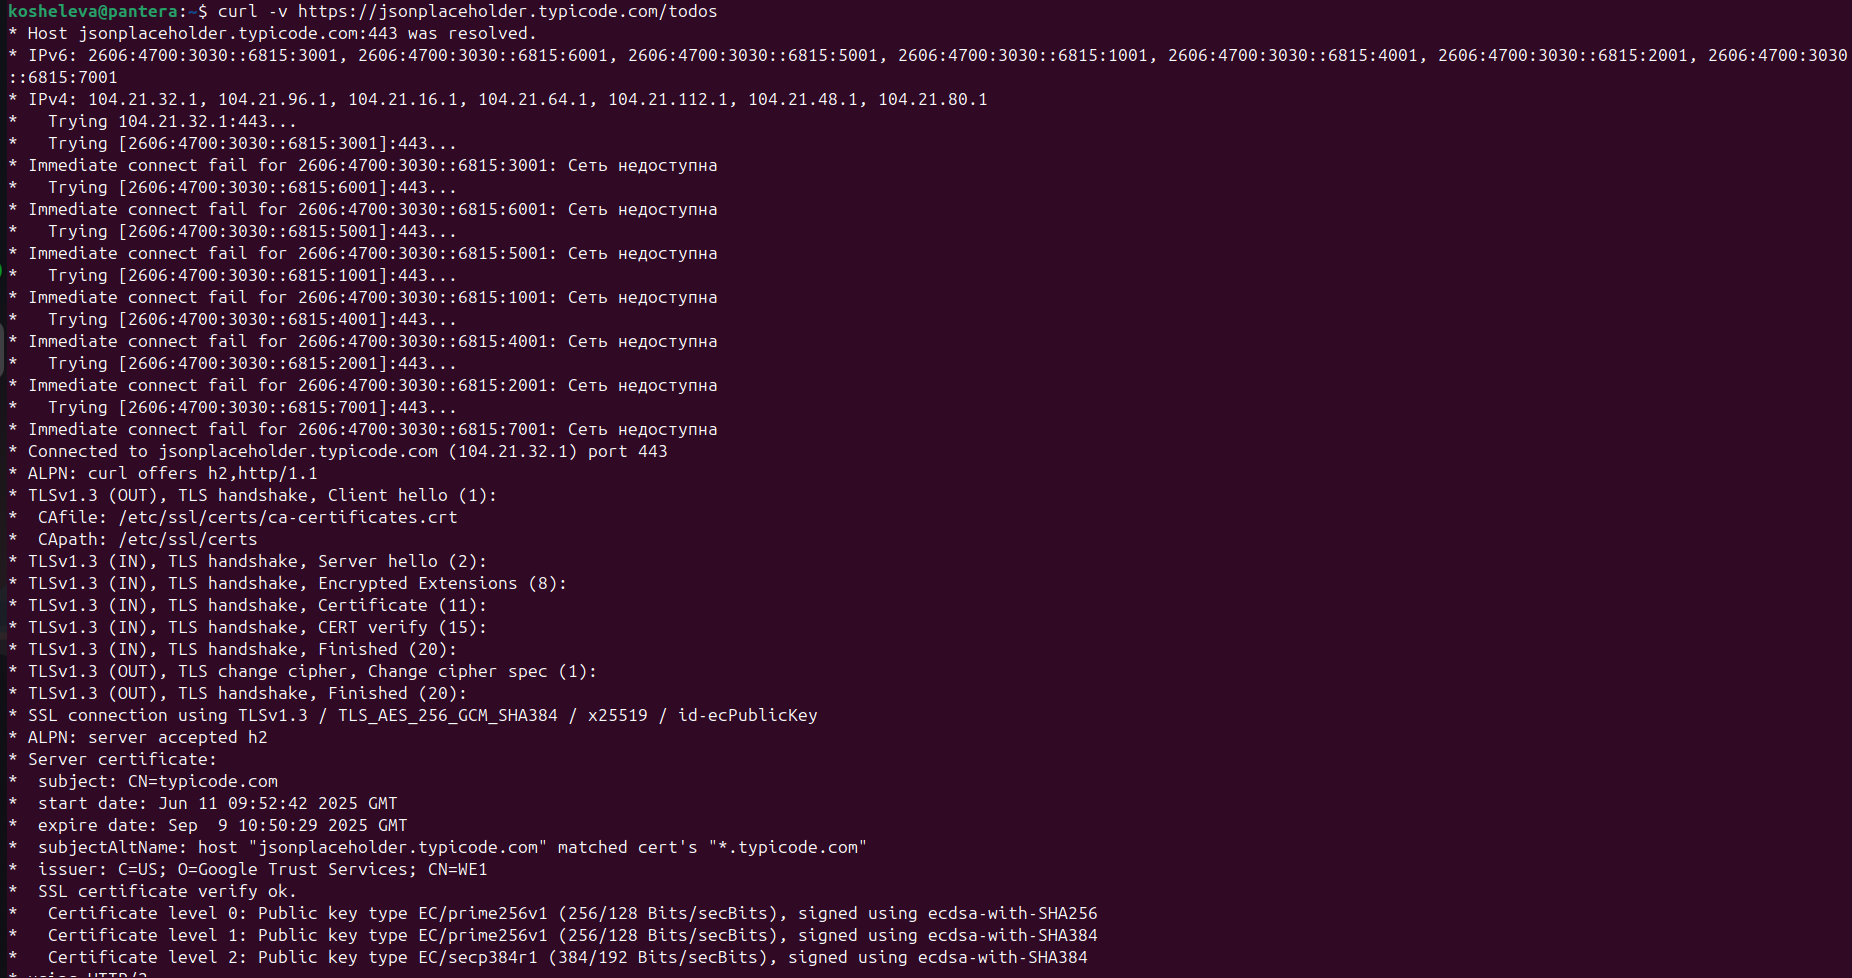 kosheleva@pantera:~$ curl -v https://jsonplaceholder.typicode.com/todos
* Host jsonplaceholder.typicode.com:443 was resolved.
* IPv6: 2606:4700:3030::6815:3001, 2606:4700:3030::6815:6001, 2606:4700:3030::6815:5001, 2606:4700:3030::6815:1001, 2606:4700:3030::6815:4001, 2606:4700:3030::6815:2001, 2606:4700:3030
::6815:7001
* IPv4: 104.21.32.1, 104.21.96.1, 104.21.16.1, 104.21.64.1, 104.21.112.1, 104.21.48.1, 104.21.80.1
*   Trying 104.21.32.1:443...
*   Trying [2606:4700:3030::6815:3001]:443...
* Immediate connect fail for 2606:4700:3030::6815:3001: Сеть недоступна
*   Trying [2606:4700:3030::6815:6001]:443...
* Immediate connect fail for 2606:4700:3030::6815:6001: Сеть недоступна
*   Trying [2606:4700:3030::6815:5001]:443...
* Immediate connect fail for 2606:4700:3030::6815:5001: Сеть недоступна
*   Trying [2606:4700:3030::6815:1001]:443...
* Immediate connect fail for 2606:4700:3030::6815:1001: Сеть недоступна
*   Trying [2606:4700:3030::6815:4001]:443...
* Immediate connect fail for 2606:4700:3030::6815:4001: Сеть недоступна
*   Trying [2606:4700:3030::6815:2001]:443...
* Immediate connect fail for 2606:4700:3030::6815:2001: Сеть недоступна
*   Trying [2606:4700:3030::6815:7001]:443...
* Immediate connect fail for 2606:4700:3030::6815:7001: Сеть недоступна
* Connected to jsonplaceholder.typicode.com (104.21.32.1) port 443
* ALPN: curl offers h2,http/1.1
* TLSv1.3 (OUT), TLS handshake, Client hello (1):
*  CAfile: /etc/ssl/certs/ca-certificates.crt
*  CApath: /etc/ssl/certs
* TLSv1.3 (IN), TLS handshake, Server hello (2):
* TLSv1.3 (IN), TLS handshake, Encrypted Extensions (8):
* TLSv1.3 (IN), TLS handshake, Certificate (11):
* TLSv1.3 (IN), TLS handshake, CERT verify (15):
* TLSv1.3 (IN), TLS handshake, Finished (20):
* TLSv1.3 (OUT), TLS change cipher, Change cipher spec (1):
* TLSv1.3 (OUT), TLS handshake, Finished (20):
* SSL connection using TLSv1.3 / TLS_AES_256_GCM_SHA384 / x25519 / id-ecPublicKey
* ALPN: server accepted h2
* Server certificate:
*  subject: CN=typicode.com
*  start date: Jun 11 09:52:42 2025 GMT
*  expire date: Sep  9 10:50:29 2025 GMT
*  subjectAltName: host "jsonplaceholder.typicode.com" matched cert's "*.typicode.com"
*  issuer: C=US; O=Google Trust Services; CN=WE1
*  SSL certificate verify ok.
*   Certificate level 0: Public key type EC/prime256v1 (256/128 Bits/secBits), signed using ecdsa-with-SHA256
*   Certificate level 1: Public key type EC/prime256v1 (256/128 Bits/secBits), signed using ecdsa-with-SHA384
*   Certificate level 2: Public key type EC/secp384r1 (384/192 Bits/secBits), signed using ecdsa-with-SHA384
* using HTTP/2